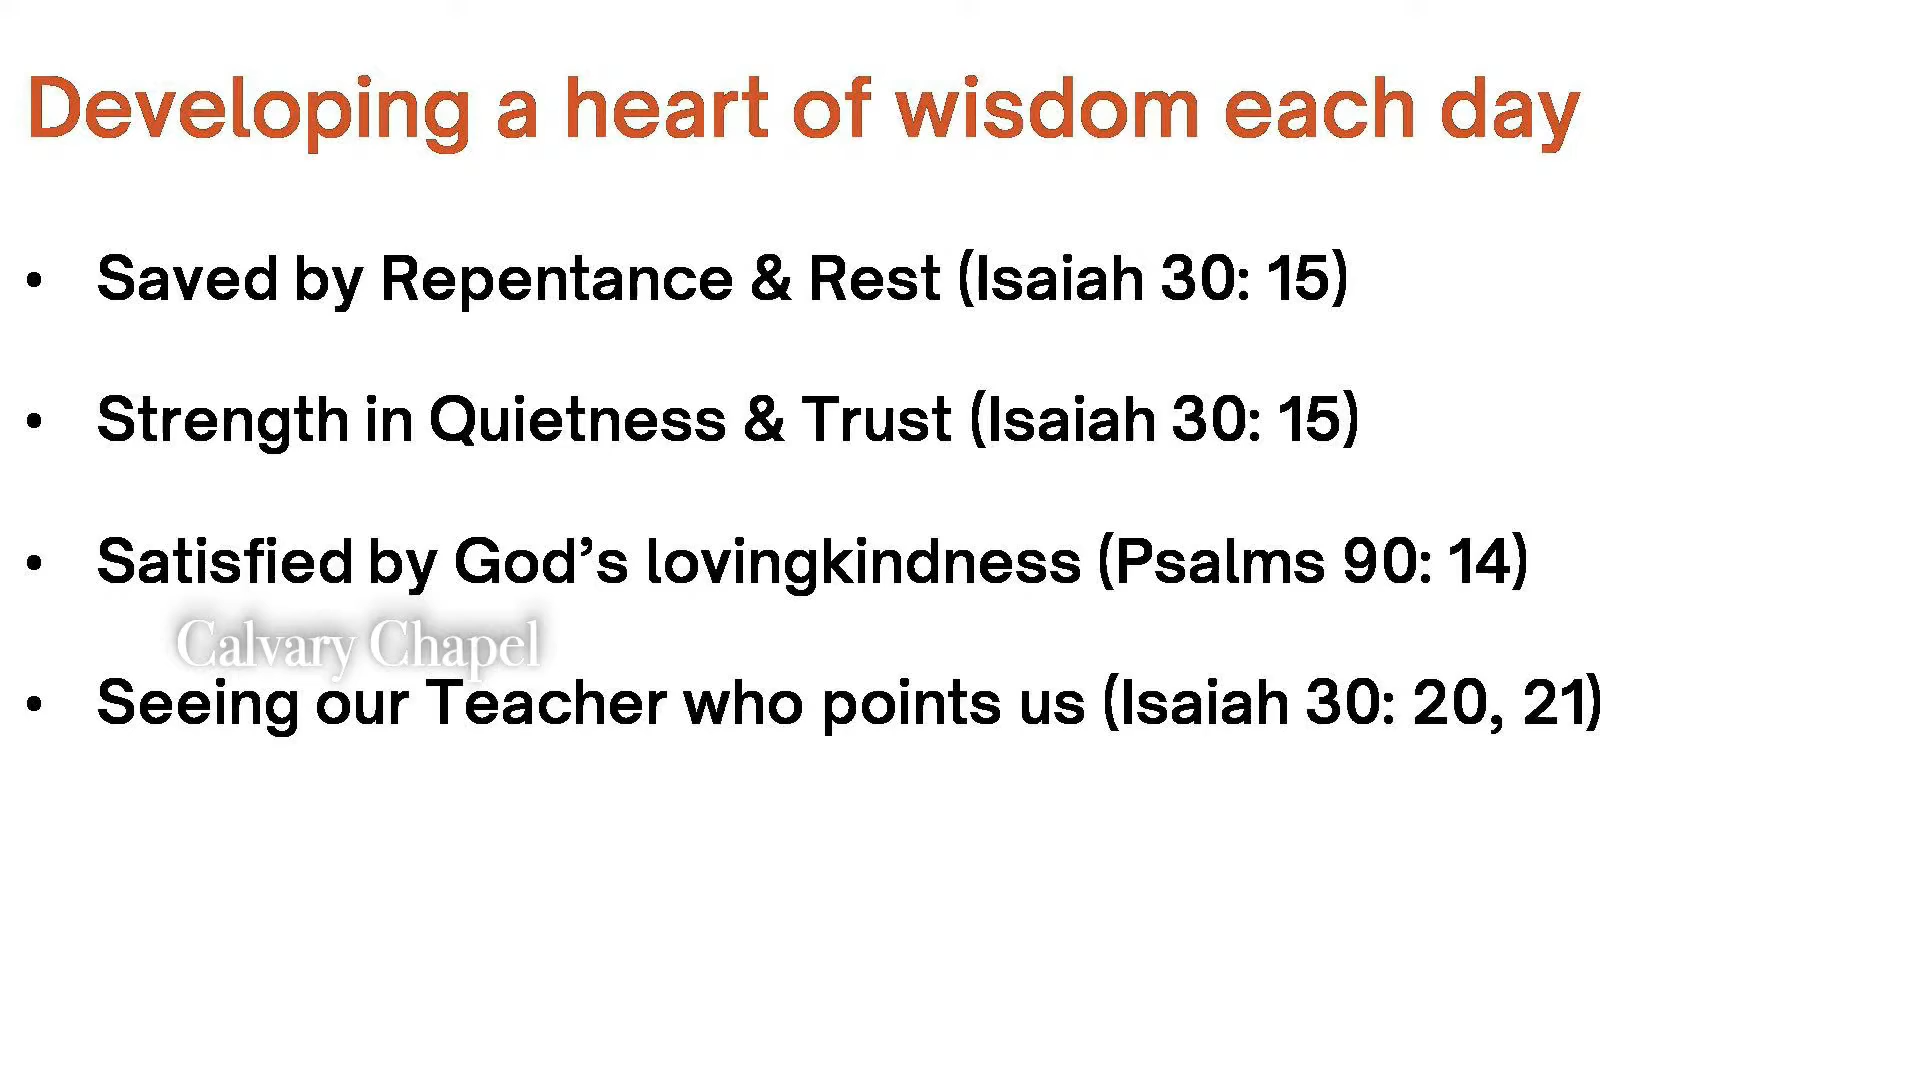 Developing a heart of wisdom each day
• Saved by Repentance & Rest (Isaiah 30: 15)
• Strength in Quietness & Trust (Isaiah 30: 15)
• Satisfied by God’s lovingkindness (Psalms 90: 14)
Calvary Chapel
• Seeing our Teacher who points us (Isaiah 30: 20, 21)